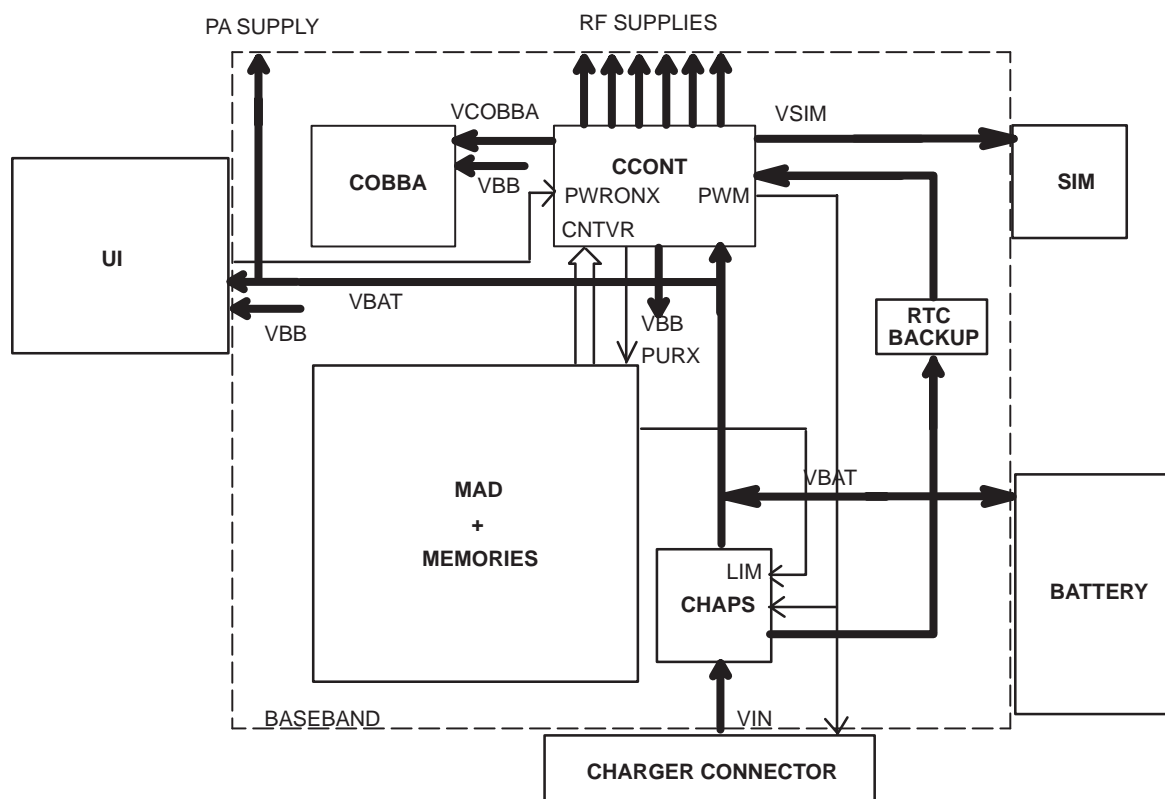 PA SUPPLY
RF SUPPLIES
VCOBBA
VSIM
CCONT
COBBA
SIM
VBB
PWRONX
PWM
CNTVR
UI
VBAT
RTC
BACKUP
VBB
VBB
PURX
VBAT
MAD
+
MEMORIES
LIM
CHAPS
BATTERY
BASEBAND
VIN
CHARGER CONNECTOR